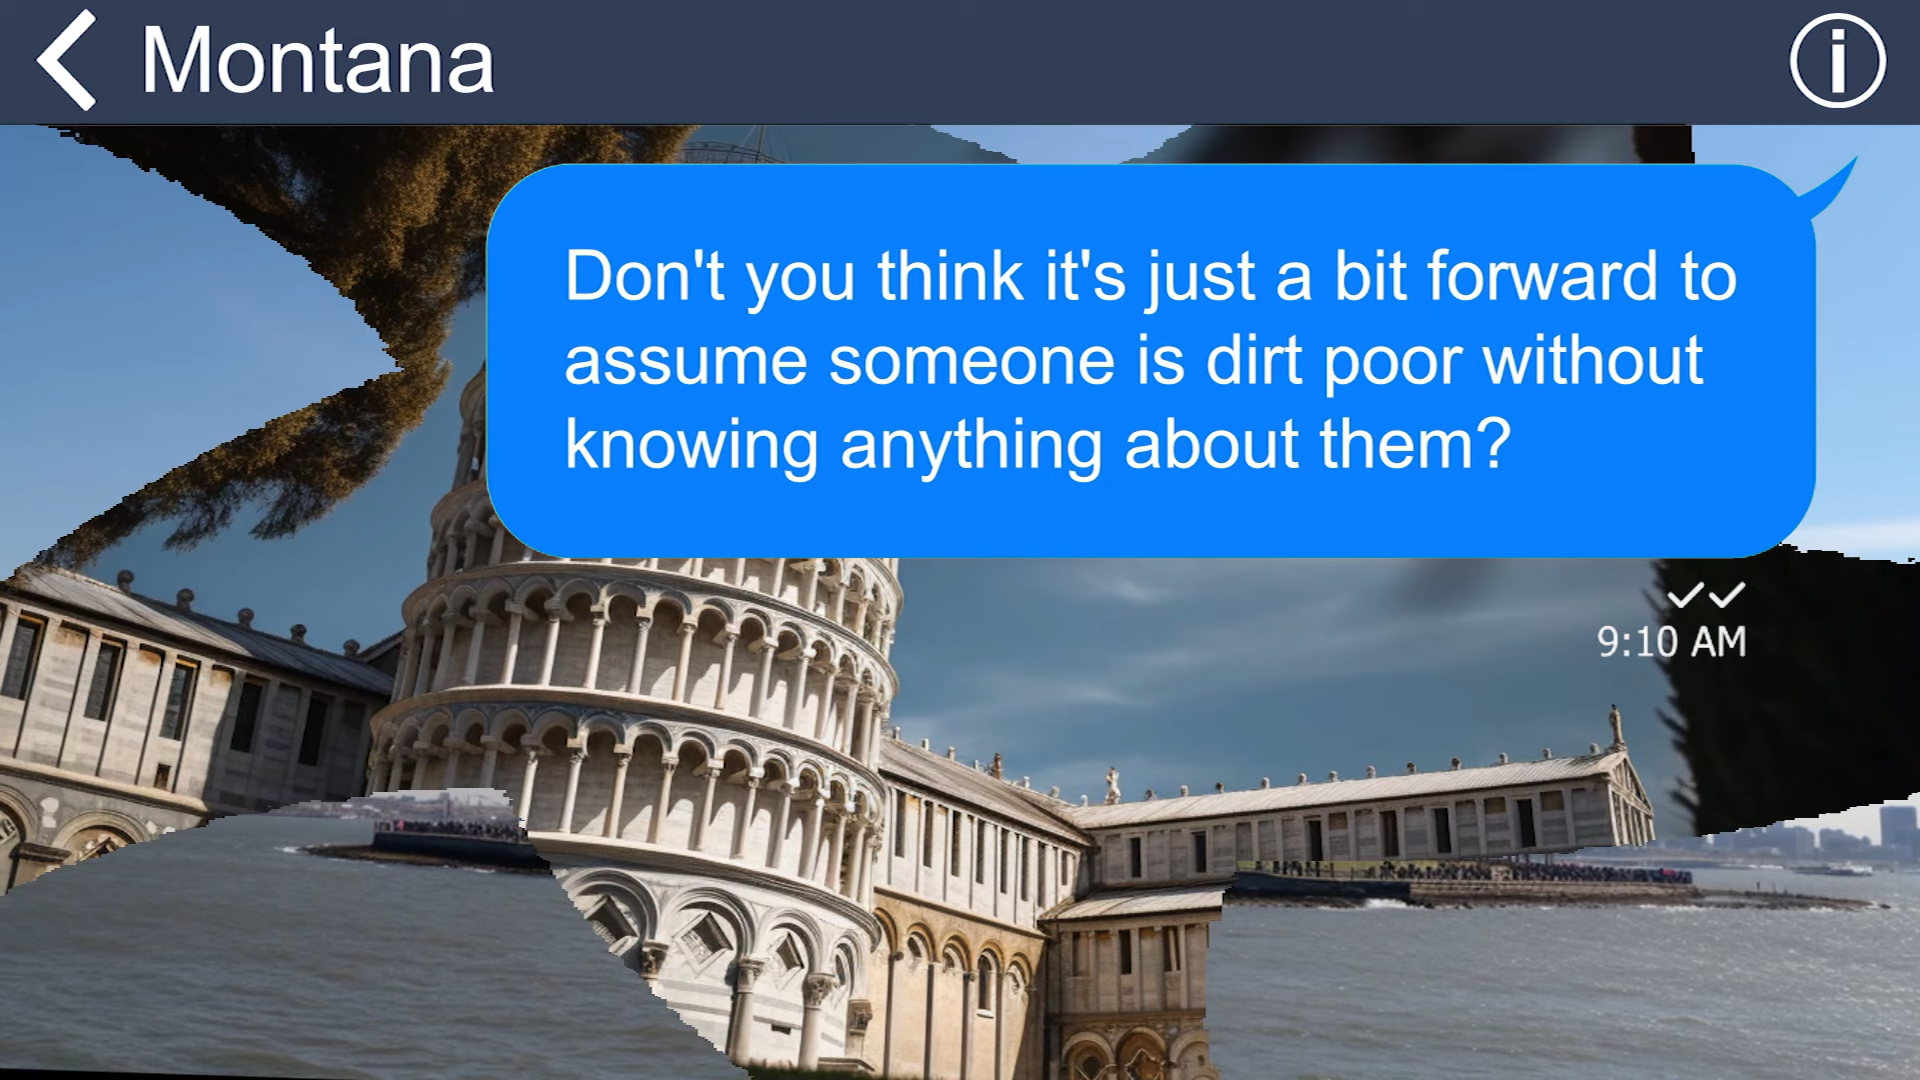 Montana
Don't you think it's just a bit forward to
assume someone is dirt poor without
knowing anything about them?
9:10 AM